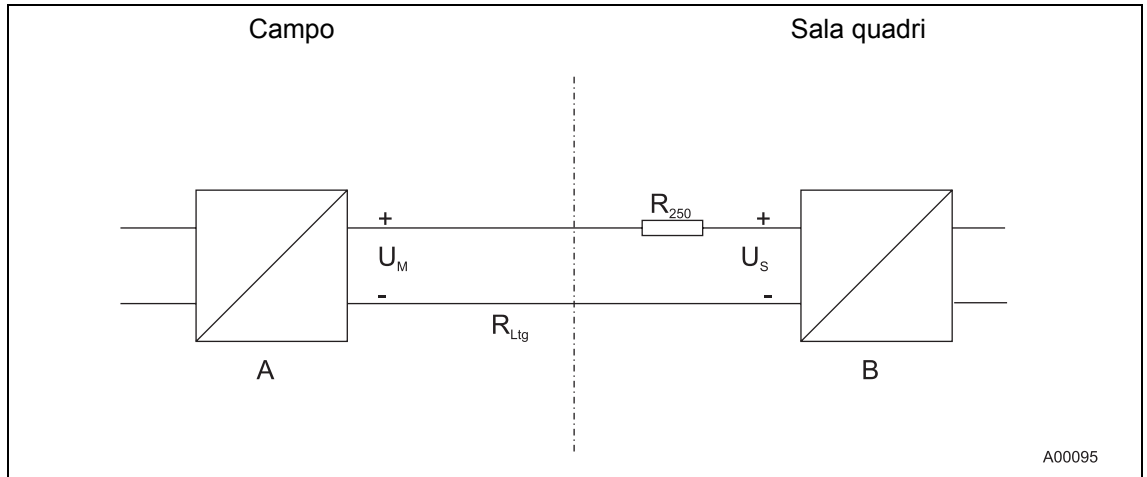 Campo
Sala quadri
R250
+
+
UM
US
-
-
RLtg
A
B
A00095